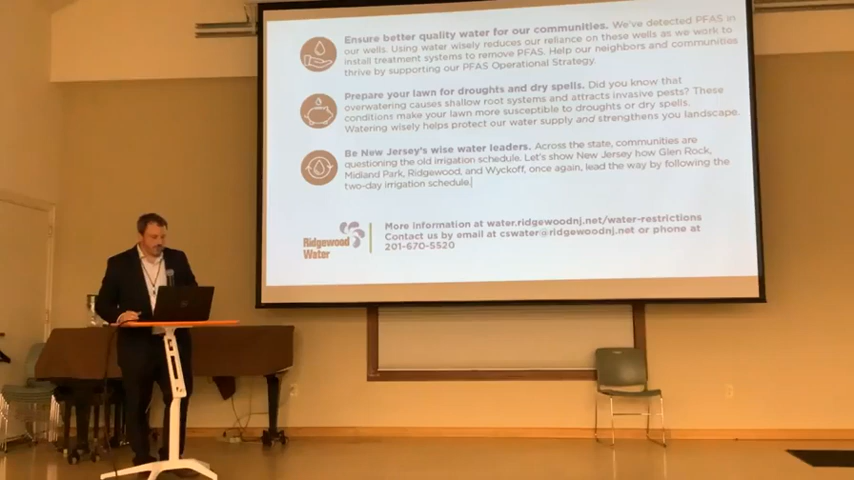 Ensure better quality water for our communities. We've detected PFAS in
our wells. Using water wisely reduces our reliance on these wells as we work to
install treatment systems to remove PFAS. Help our neighbors and communities
thrive by supporting our PFAS Operational Strategy.
Prepare your lawn for droughts and dry spells. Did you know that
overwatering causes shallow root systems and attracts invasive pests? These
conditions make your lawn more susceptible to droughts or dry spells.
Watering wisely helps protect our water supply and strengthens you landscape.
Be New Jersey's wise water leaders. Across the state, communities are
questioning the old irrigation schedule. Let's show New Jersey how Glen Rock,
Midland Park, Ridgewood, and Wyckoff, once again, lead the way by following the
two-day irrigation schedule.
Ridgewood
Water
More Information at water.ridgewoodnj.net/water-restrictions
Contact us by email at cswater@ridgewoodnj.net or phone at
201-670-5520